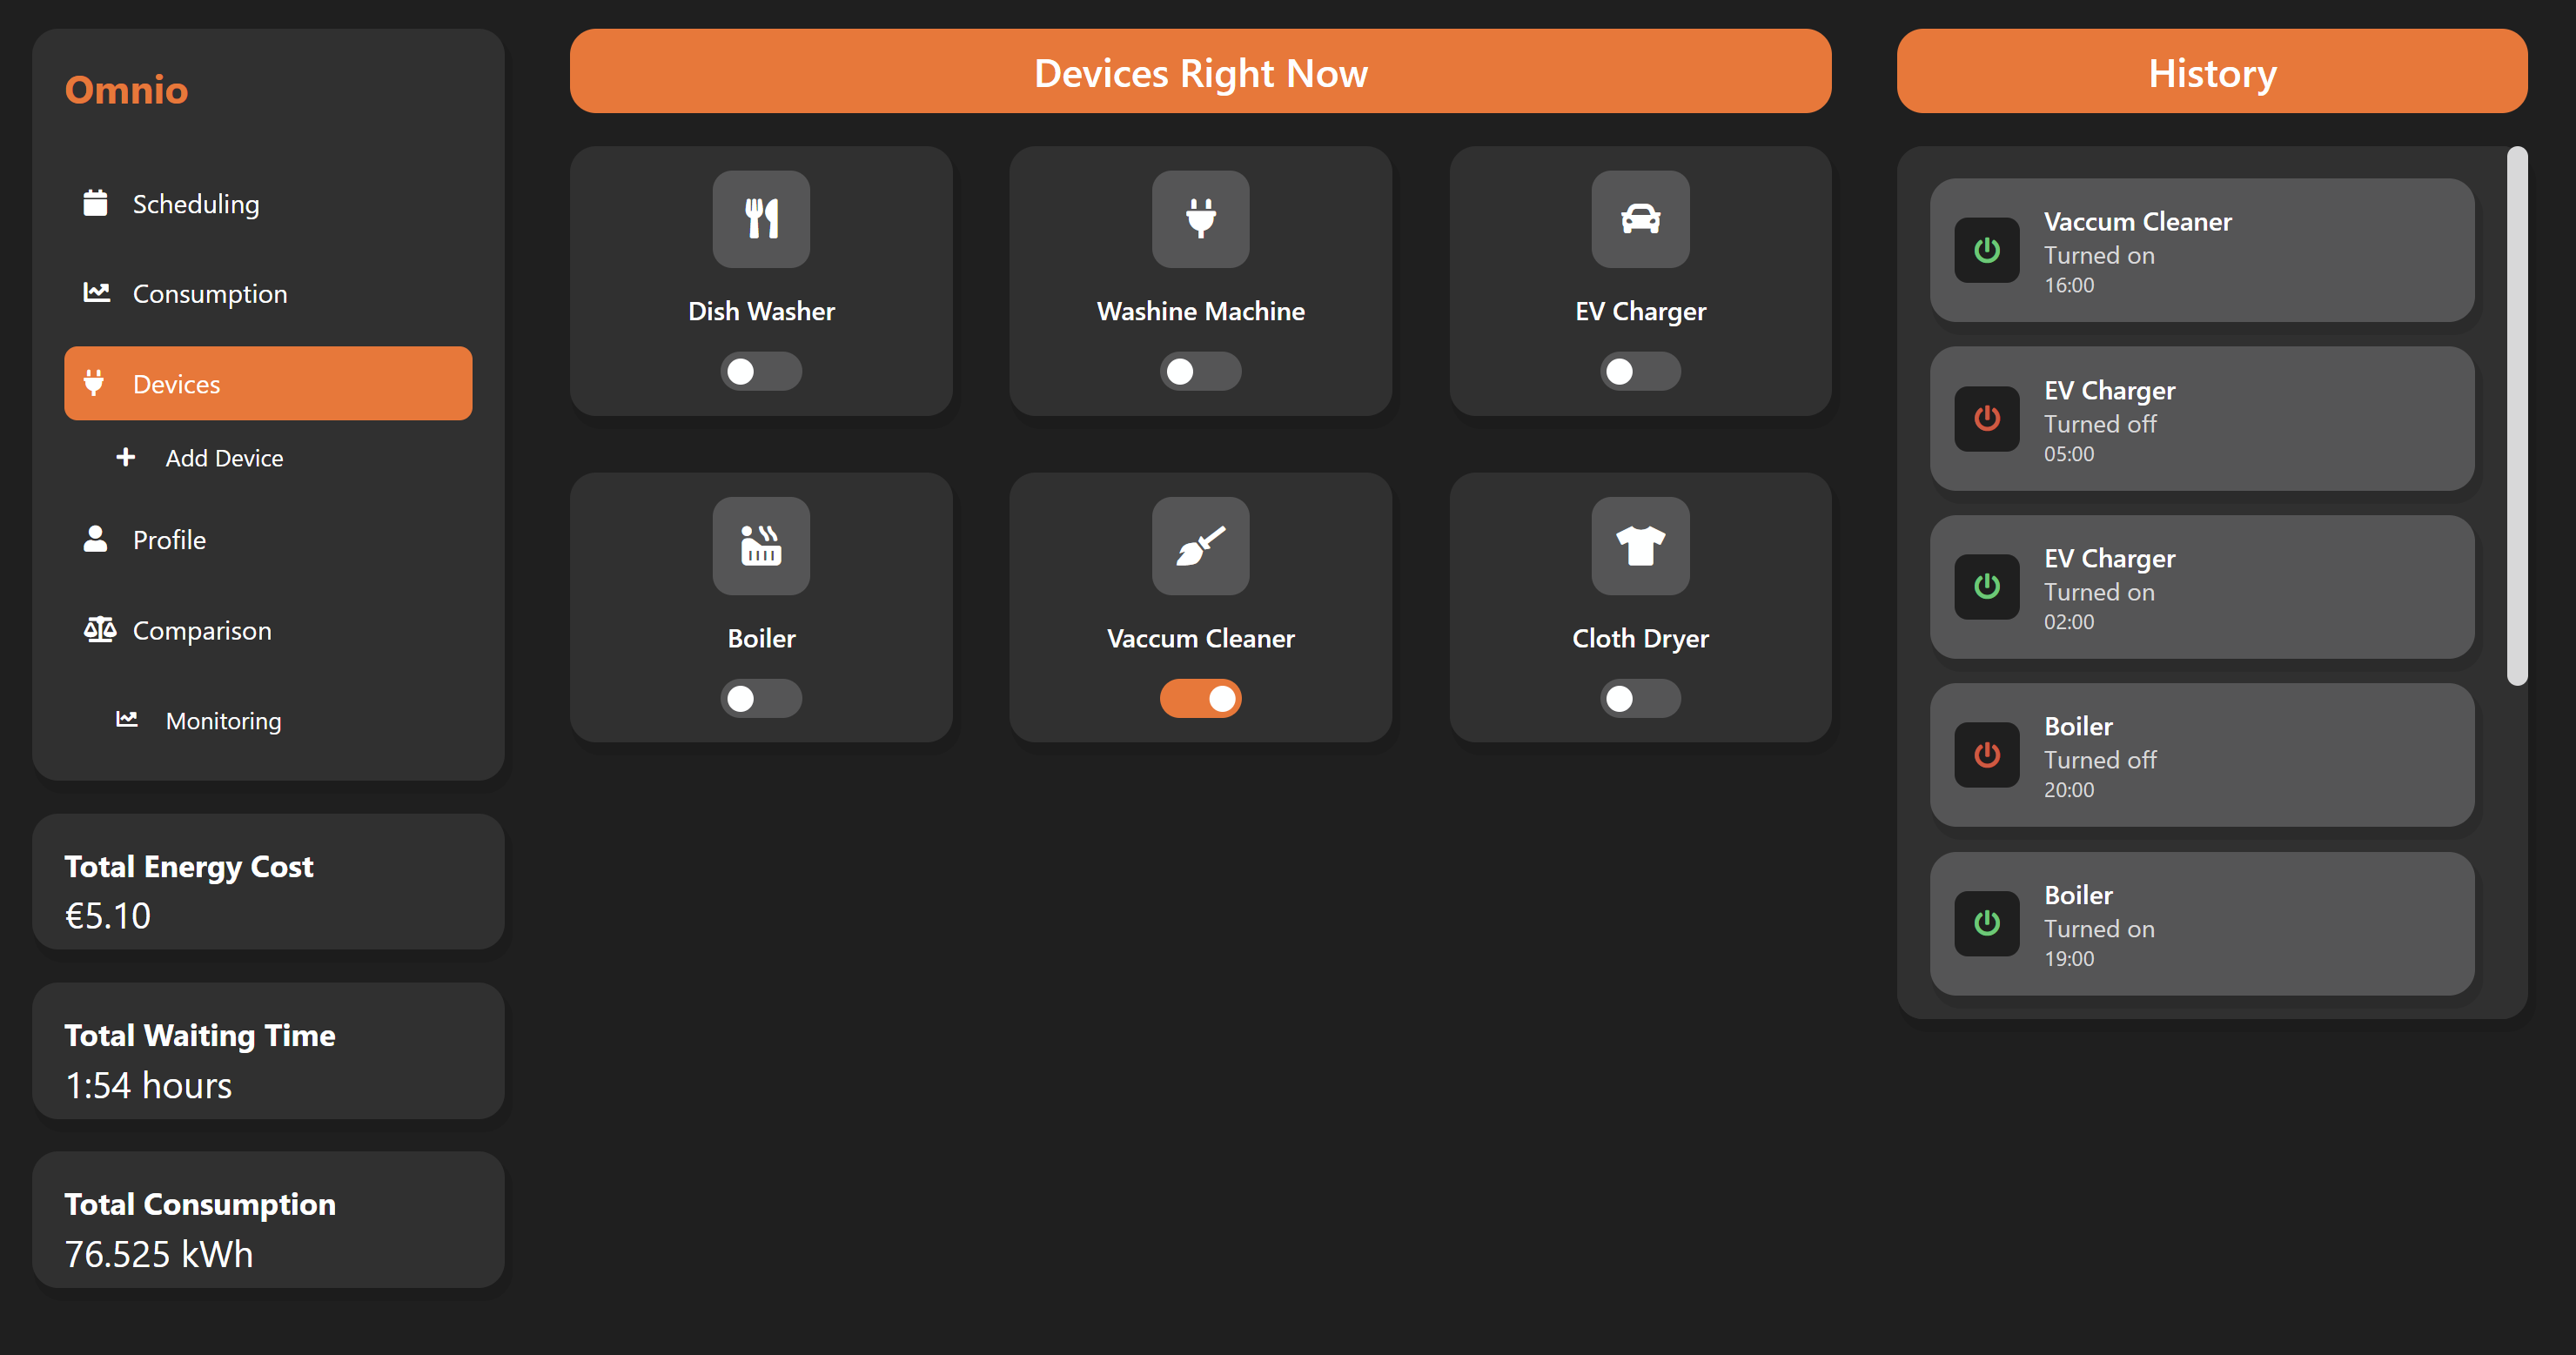 Omnio
Scheduling
Consumption
Devices
Add Device
Profile
Comparison
Monitoring
Total Energy Cost
€5.10
Total Waiting Time
1:54 hours
Total Consumption
76.525 kWh
Devices Right Now
Dish Washer
Washine Machine
EV Charger
Boiler
Vaccum Cleaner
Cloth Dryer
History
Vaccum Cleaner
Turned on
16:00
EV Charger
Turned off
05:00
EV Charger
Turned on
02:00
Boiler
Turned off
20:00
Boiler
Turned on
19:00